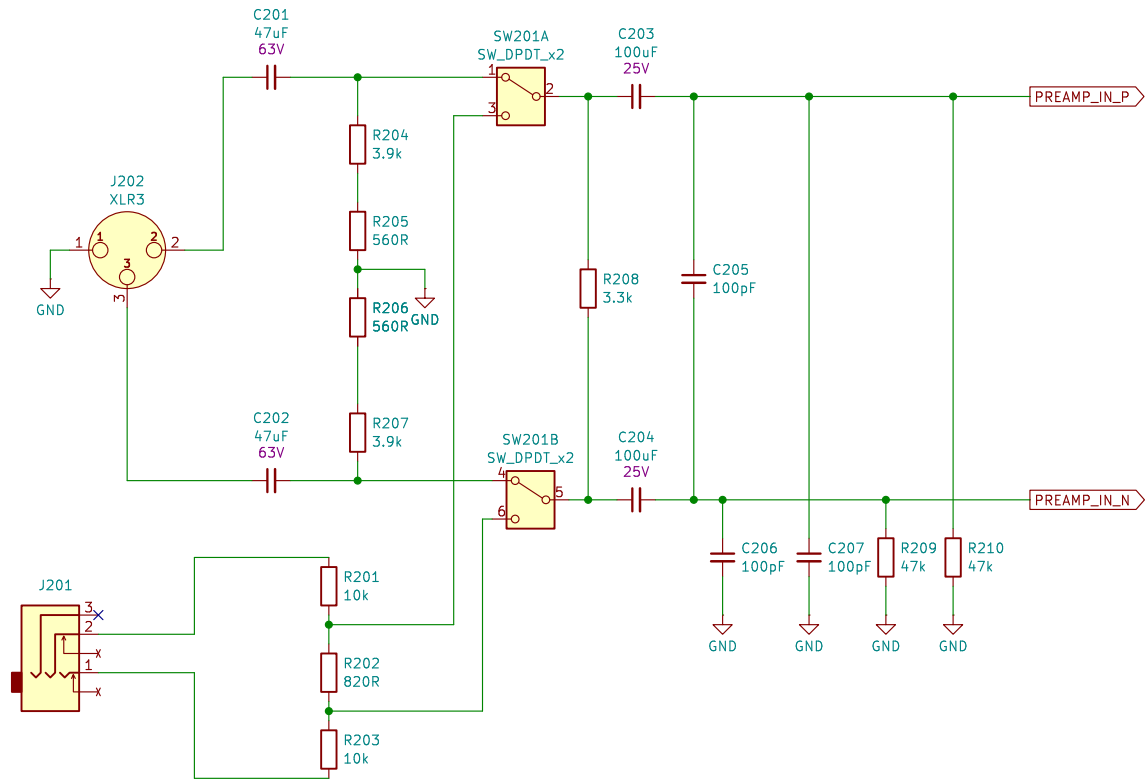 C201
47uF
63V
SW201A
SW_DPDT_x2
1
2
3
C203
100uF
25V
PREAMP_IN_P
R204
3.9k
J202
XLR3
1
1
2
2
3
3
GND
R205
560R
R206
560R
GND
R208
3.3k
C205
100pF
C202
47uF
63V
R207
3.9k
SW201B
SW_DPDT_x2
4
5
6
C204
100uF
25V
PREAMP_IN_N
C206
100pF
C207
100pF
R209
47k
R210
47k
GND
GND
GND
GND
J201
3
2
1
R201
10k
R202
820R
R203
10k